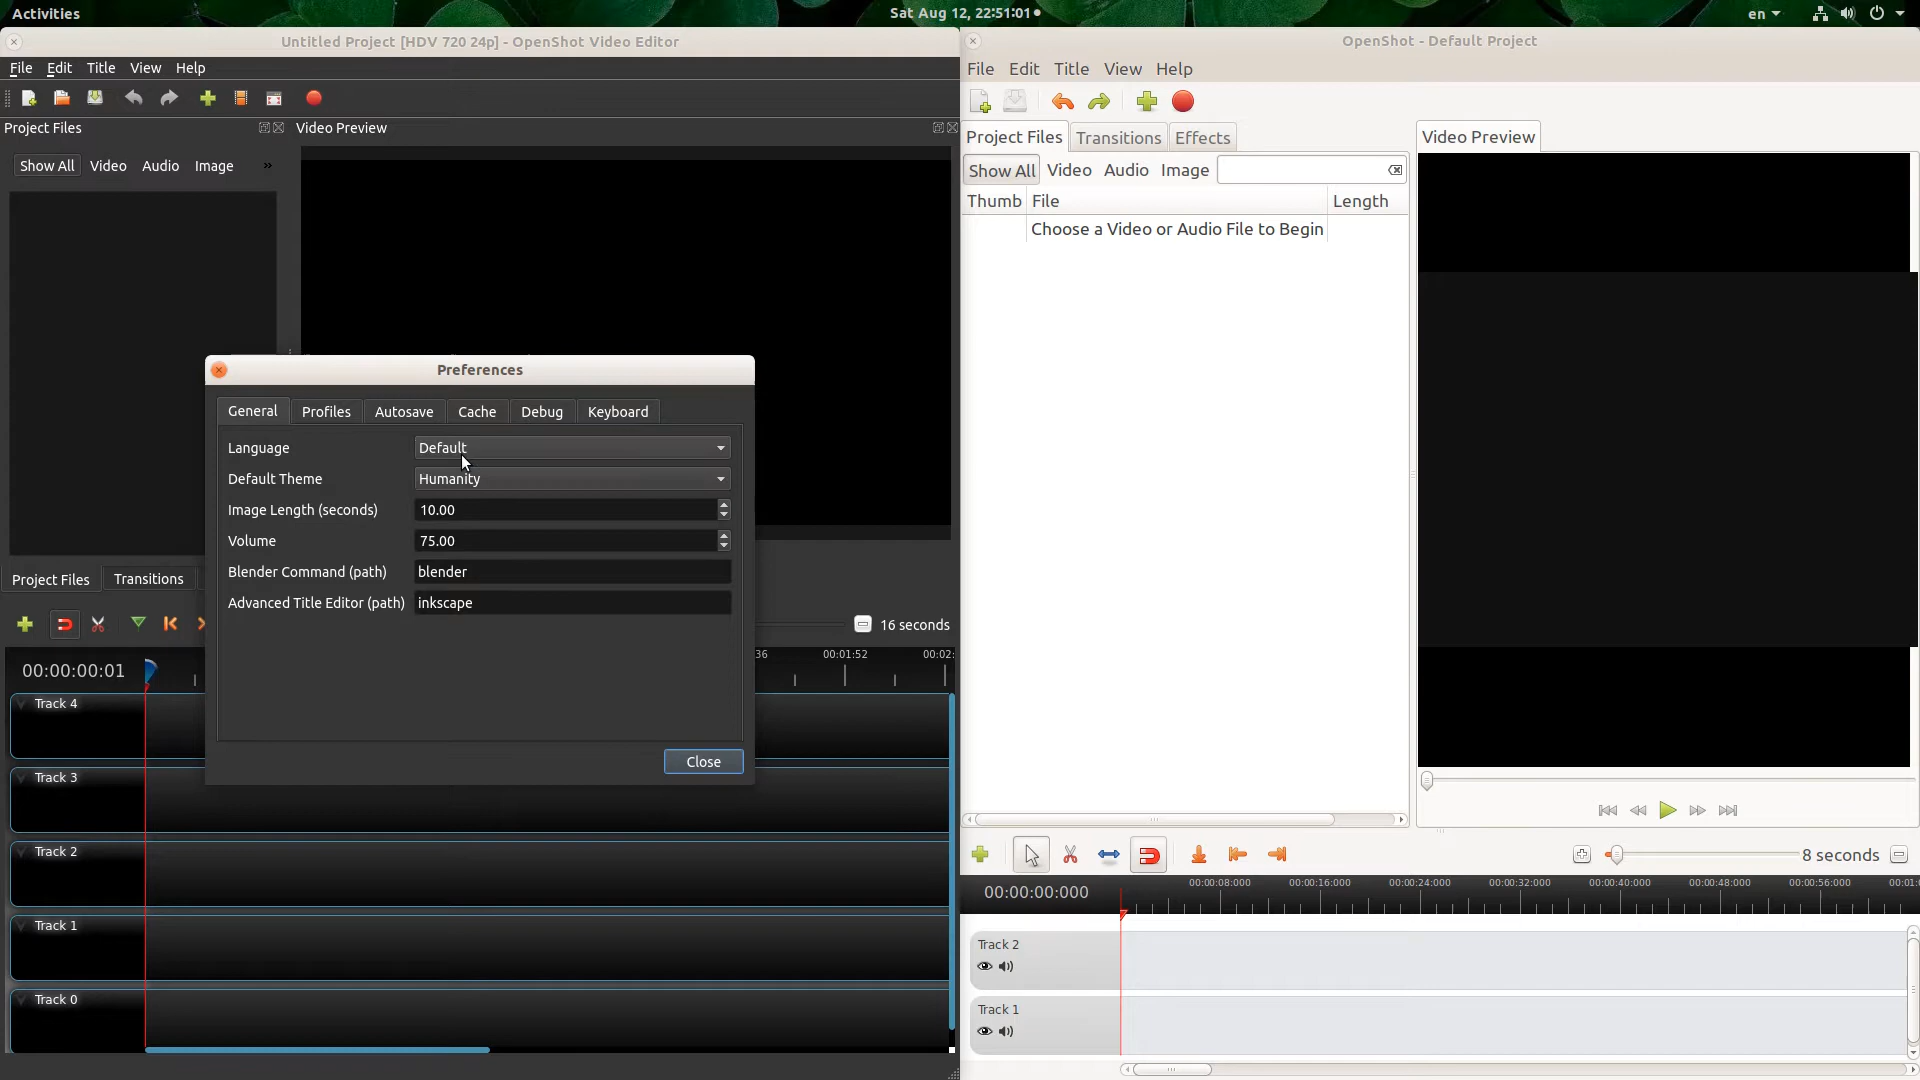 Activities
Sat Aug 12, 22:51:01
en
Untitled Project [HDV 720 24p] - OpenShot Video Editor
File Edit Title View Help
Project Files
Video Preview
Show All Video Audio Image »
Preferences
General Profiles Autosave Cache Debug Keyboard
Language Default
Default Theme Humanity
Image Length (seconds) 10.00
Volume 75.00
Blender Command (path) blender
Advanced Title Editor (path) inkscape
Close
Project Files Transitions
16 seconds
00:00:00:01
36 00:01:52 00:02:
Track 4
Track 3
Track 2
Track 1
Track 0
OpenShot - Default Project
File Edit Title View Help
Project Files Transitions Effects
Video Preview
Show All Video Audio Image
Thumb File Length
Choose a Video or Audio File to Begin
8 seconds
00:00:00:000
00:00:08:000 00:00:16:000 00:00:24:000 00:00:32:000 00:00:40:000 00:00:48:000 00:00:56:000 00:01:
Track 2
Track 1